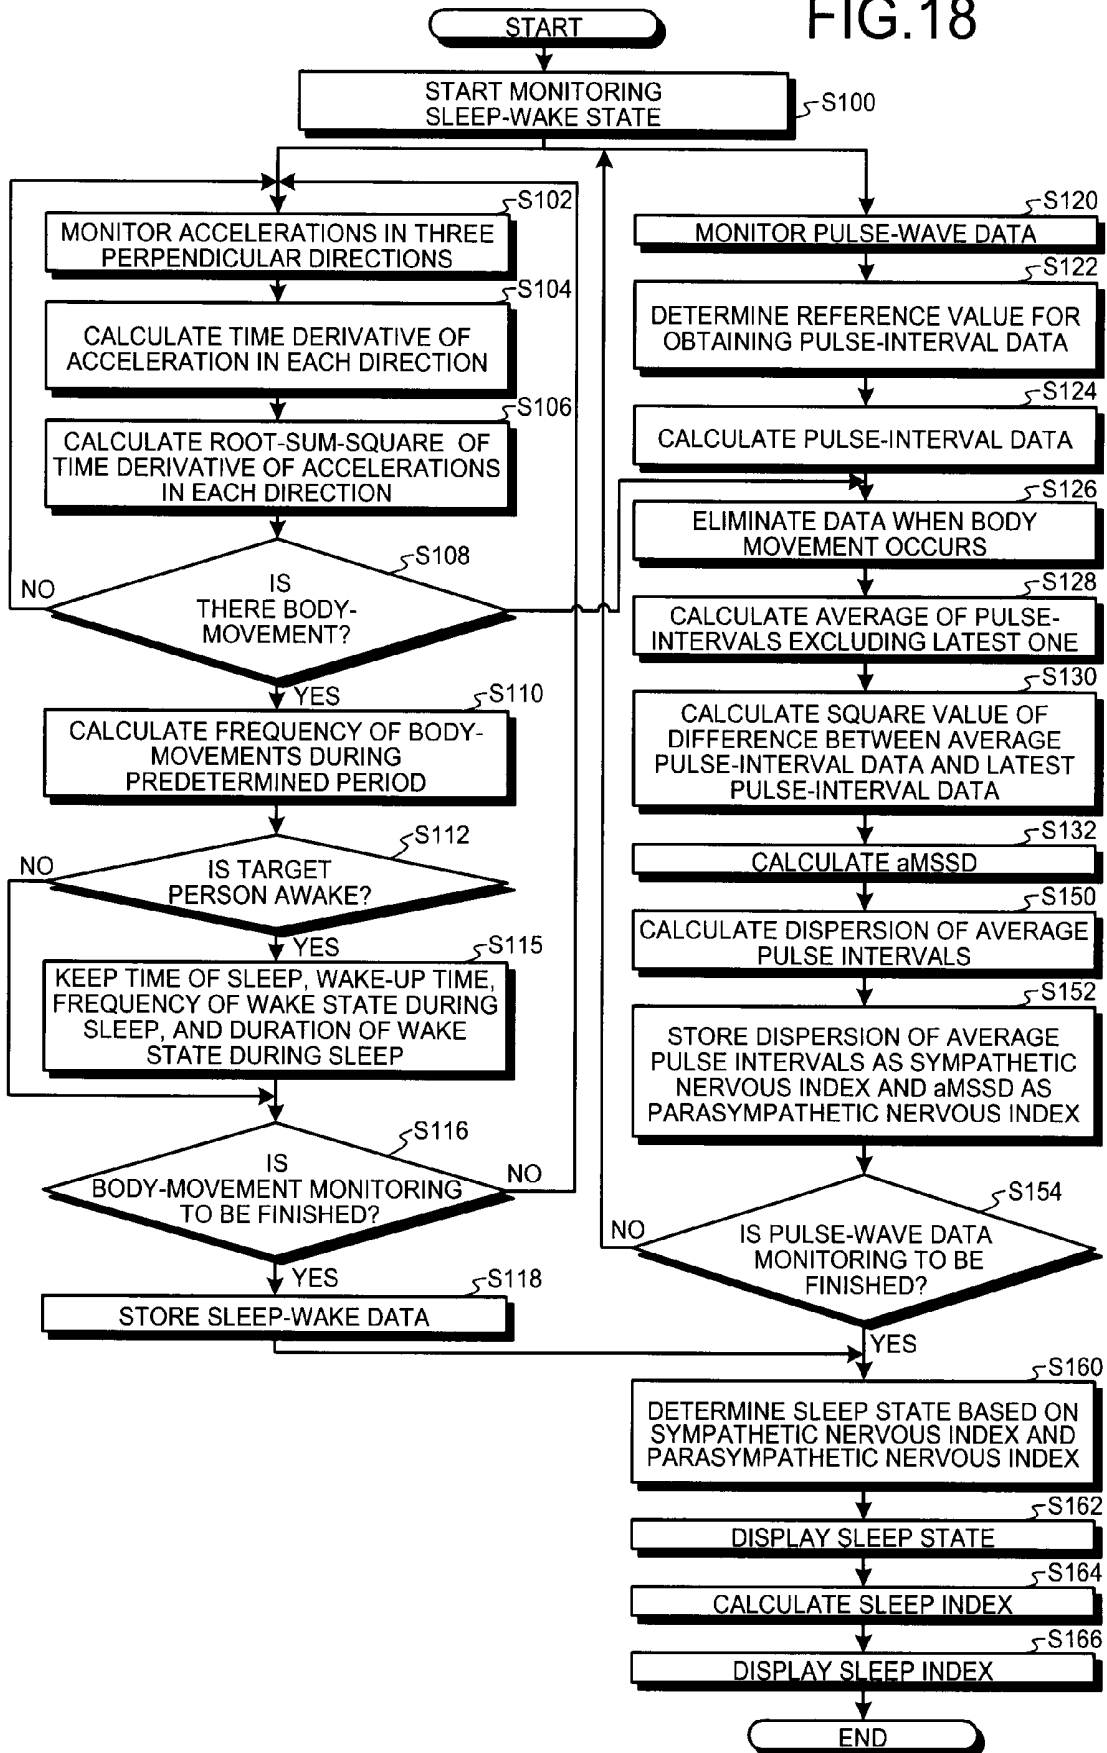 FIG.18
START
START MONITORING
SLEEP-WAKE STATE
S100
S102
MONITOR ACCELERATIONS IN THREE
PERPENDICULAR DIRECTIONS
S104
CALCULATE TIME DERIVATIVE OF
ACCELERATION IN EACH DIRECTION
S106
CALCULATE ROOT-SUM-SQUARE OF
TIME DERIVATIVE OF ACCELERATIONS
IN EACH DIRECTION
S108
NO
IS
THERE BODY-
MOVEMENT?
YES
S110
CALCULATE FREQUENCY OF BODY-
MOVEMENTS DURING
PREDETERMINED PERIOD
S112
NO
IS TARGET
PERSON AWAKE?
YES
S115
KEEP TIME OF SLEEP, WAKE-UP TIME,
FREQUENCY OF WAKE STATE DURING
SLEEP, AND DURATION OF WAKE
STATE DURING SLEEP
S116
IS
BODY-MOVEMENT MONITORING
TO BE FINISHED?
NO
YES
S118
STORE SLEEP-WAKE DATA
S120
MONITOR PULSE-WAVE DATA
S122
DETERMINE REFERENCE VALUE FOR
OBTAINING PULSE-INTERVAL DATA
S124
CALCULATE PULSE-INTERVAL DATA
S126
ELIMINATE DATA WHEN BODY
MOVEMENT OCCURS
S128
CALCULATE AVERAGE OF PULSE-
INTERVALS EXCLUDING LATEST ONE
S130
CALCULATE SQUARE VALUE OF
DIFFERENCE BETWEEN AVERAGE
PULSE-INTERVAL DATA AND LATEST
PULSE-INTERVAL DATA
S132
CALCULATE aMSSD
S150
CALCULATE DISPERSION OF AVERAGE
PULSE INTERVALS
S152
STORE DISPERSION OF AVERAGE
PULSE INTERVALS AS SYMPATHETIC
NERVOUS INDEX AND aMSSD AS
PARASYMPATHETIC NERVOUS INDEX
S154
NO
IS PULSE-WAVE DATA
MONITORING TO BE
FINISHED?
YES
S160
DETERMINE SLEEP STATE BASED ON
SYMPATHETIC NERVOUS INDEX AND
PARASYMPATHETIC NERVOUS INDEX
S162
DISPLAY SLEEP STATE
S164
CALCULATE SLEEP INDEX
S166
DISPLAY SLEEP INDEX
END